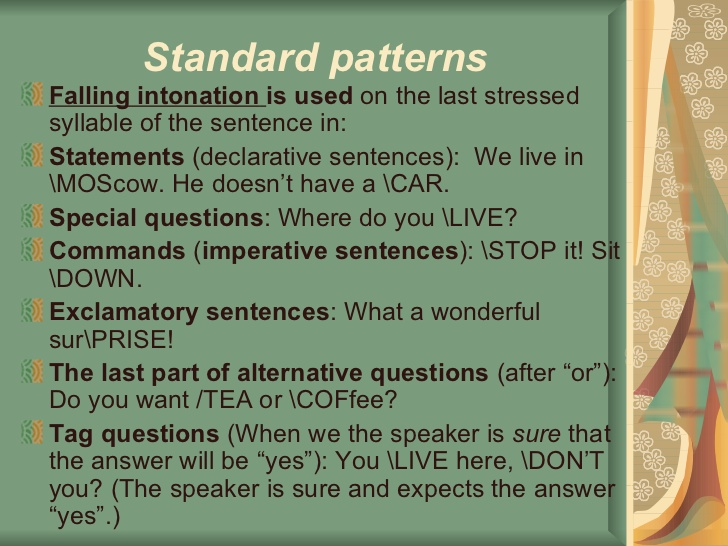 Standard patterns
Falling intonation is used on the last stressed
syllable of the sentence in:
Statements (declarative sentences):  We live in
\MOScow. He doesn’t have a \CAR.
Special questions: Where do you \LIVE?
Commands (imperative sentences): \STOP it! Sit
\DOWN.
Exclamatory sentences: What a wonderful
sur\PRISE!
The last part of alternative questions (after “or”):
Do you want /TEA or \COFfee?
Tag questions (When we the speaker is sure that
the answer will be “yes”): You \LIVE here, \DON’T
you? (The speaker is sure and expects the answer
“yes”.)